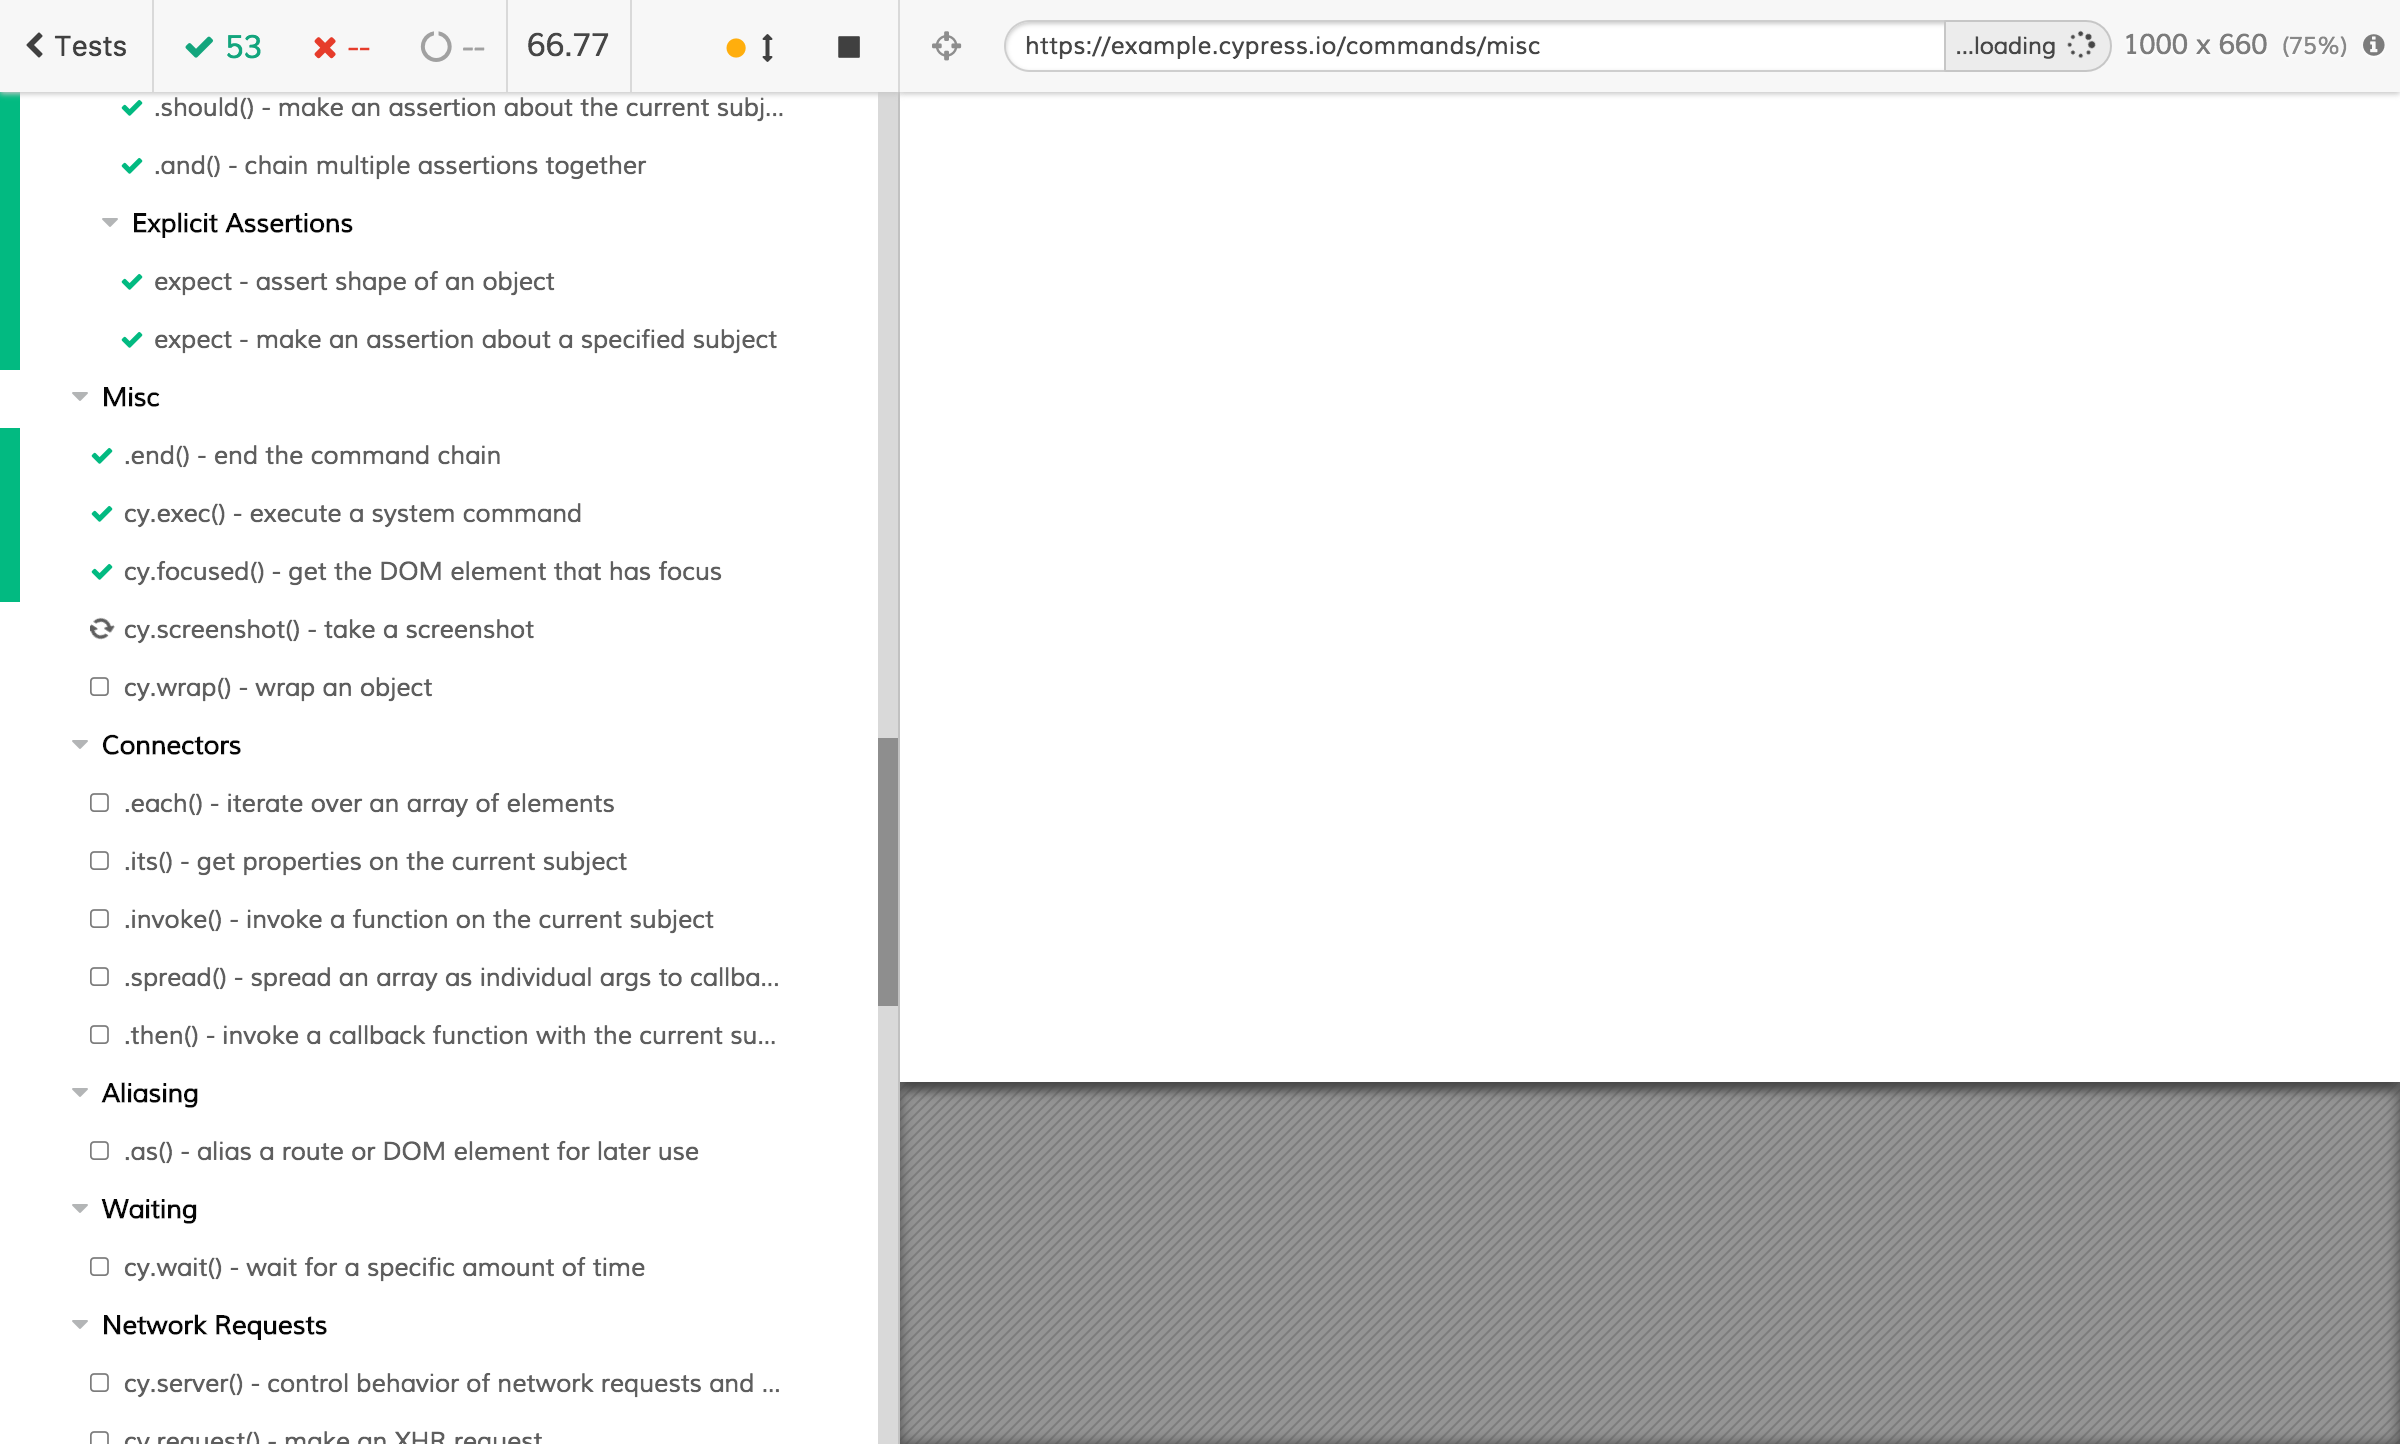 Tests
53
--
--
66.77
https://example.cypress.io/commands/misc
...loading
1000 x 660 (75%)
.should() - make an assertion about the current subj...
.and() - chain multiple assertions together
Explicit Assertions
expect - assert shape of an object
expect - make an assertion about a specified subject
Misc
.end() - end the command chain
cy.exec() - execute a system command
cy.focused() - get the DOM element that has focus
cy.screenshot() - take a screenshot
cy.wrap() - wrap an object
Connectors
.each() - iterate over an array of elements
.its() - get properties on the current subject
.invoke() - invoke a function on the current subject
.spread() - spread an array as individual args to callba...
.then() - invoke a callback function with the current su...
Aliasing
.as() - alias a route or DOM element for later use
Waiting
cy.wait() - wait for a specific amount of time
Network Requests
cy.server() - control behavior of network requests and ...
cy.request() - make an XHR request